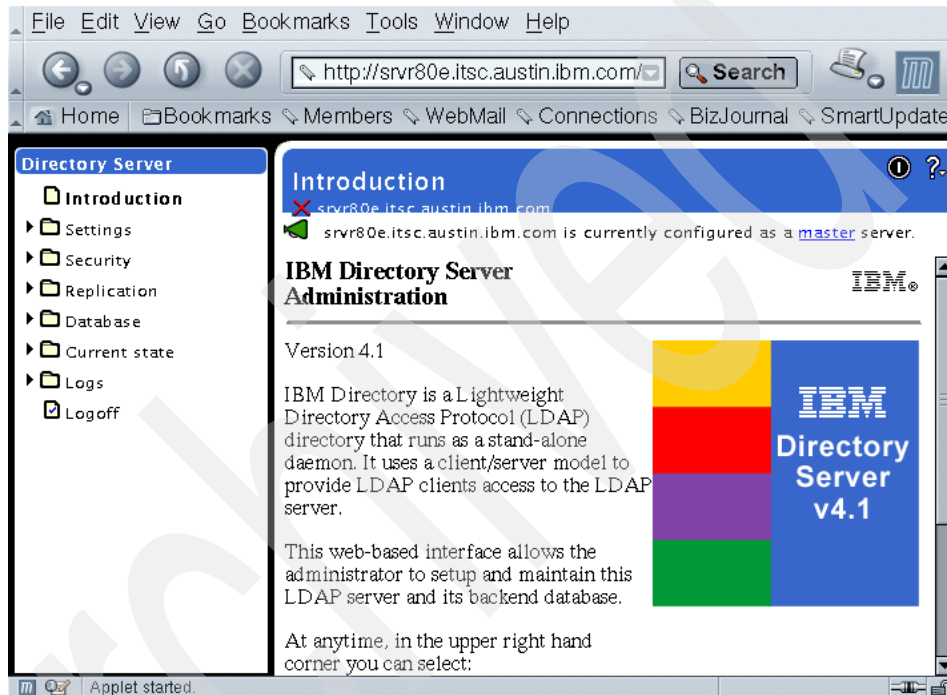 File Edit View Go Bookmarks Tools Window Help
http://srvr80e.itsc.austin.ibm.com/ Search
Home Bookmarks Members WebMail Connections BizJournal SmartUpdate
Directory Server
Introduction
Settings
Security
Replication
Database
Current state
Logs
Logoff
Introduction
srvr80e.itsc.austin.ibm.com
srvr80e.itsc.austin.ibm.com is currently configured as a master server.
IBM Directory Server
Administration
IBM®
Version 4.1
IBM Directory is a Lightweight
Directory Access Protocol (LDAP)
directory that runs as a stand-alone
daemon. It uses a client/server model to
provide LDAP clients access to the LDAP
server.
This web-based interface allows the
administrator to setup and maintain this
LDAP server and its backend database.
At anytime, in the upper right hand
corner you can select:
IBM
Directory
Server
v4.1
Applet started.